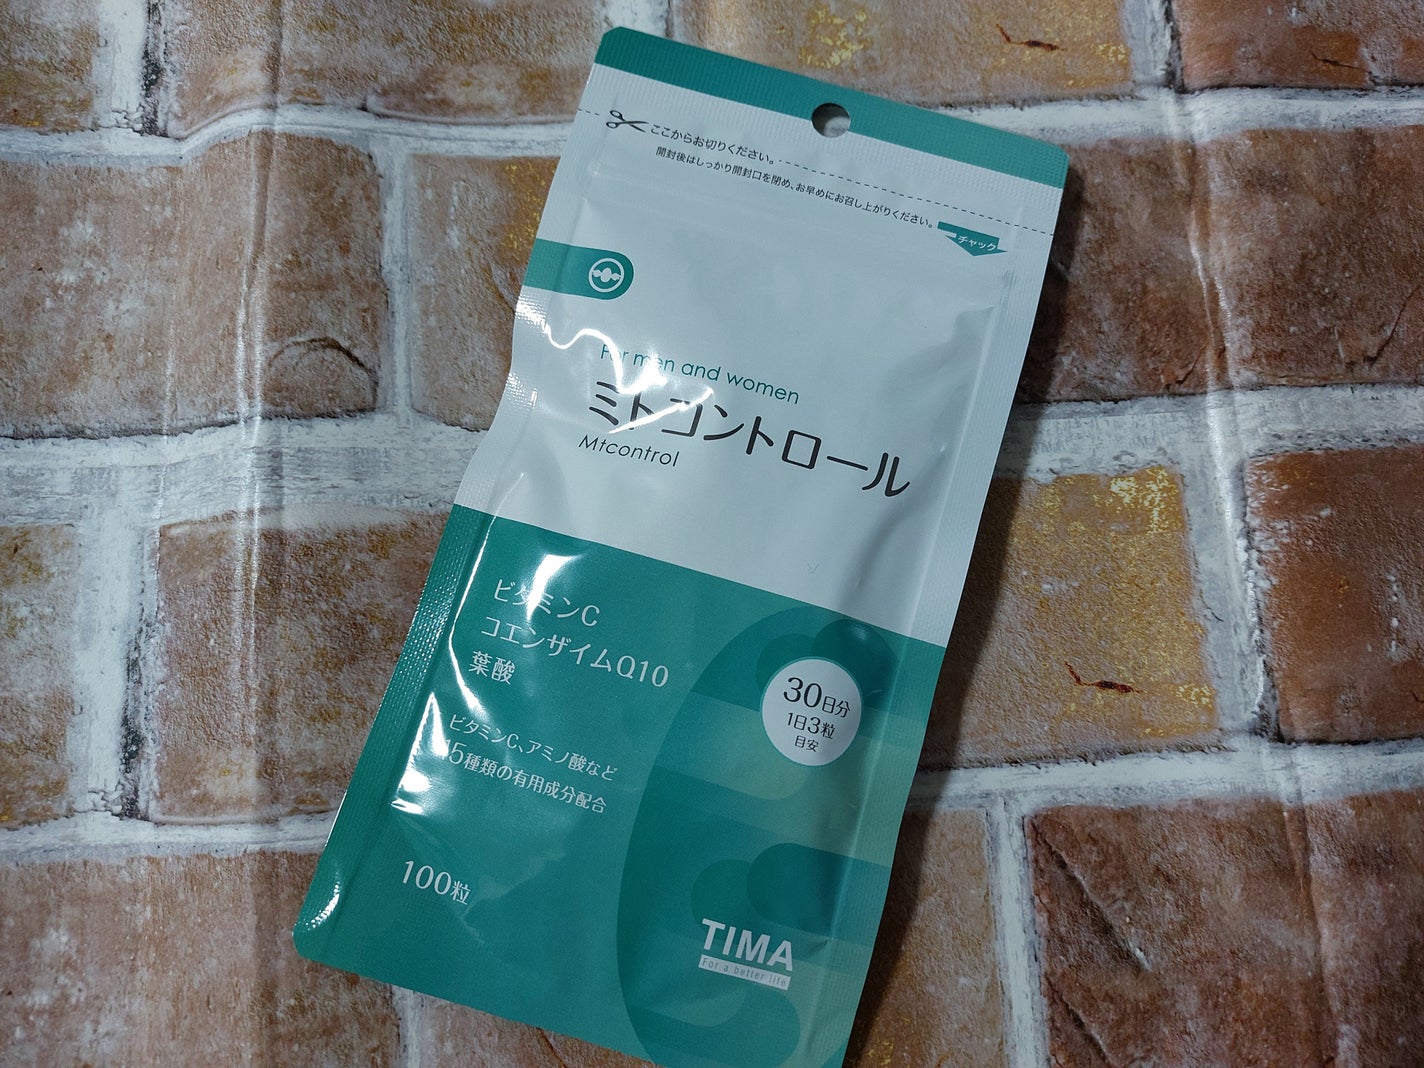 ここからお切りください。
開封後はしっかり開封口を閉め、お早めにお召し上がりください。
チャック
For men and women
ミトコントロール
Mtcontrol
ビタミンC
コエンザイムQ10
葉酸
30日分
1日3粒
目安
ビタミンC、アミノ酸など
15種類の有用成分配合
100粒
TIMA
For a better life